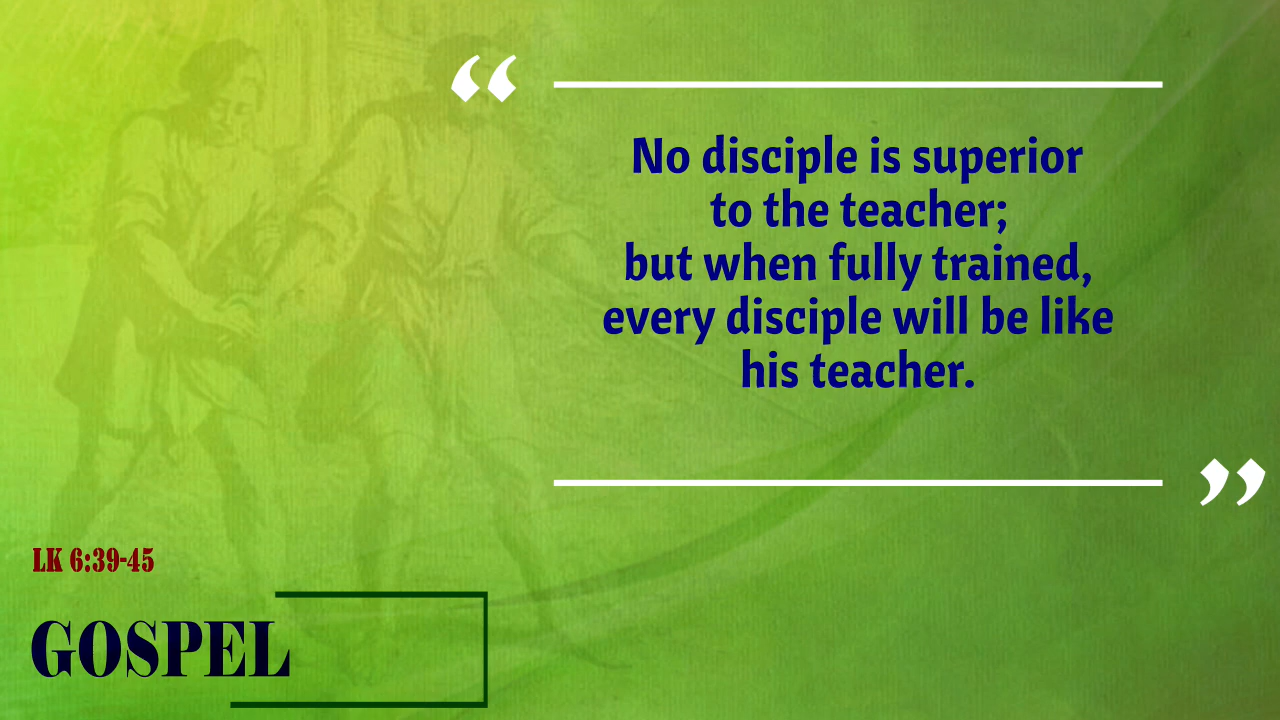 “
No disciple is superior
to the teacher;
but when fully trained,
every disciple will be like
his teacher.
”
LK 6:39-45
GOSPEL